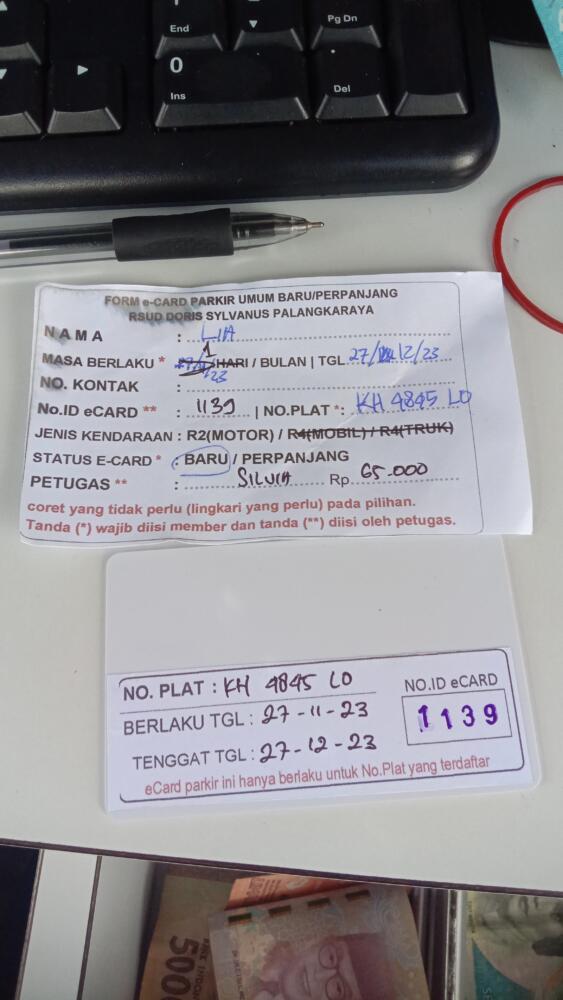 End
Pg Dn
0
Ins
.
Del
FORM e-CARD PARKIR UMUM BARU/PERPANJANG
RSUD DORIS SYLVANUS PALANGKARAYA
NAMA : LIA
MASA BERLAKU * 1 HARI / BULAN | TGL 27/12/23
23
NO. KONTAK :
No.ID eCARD ** : 1139 | NO.PLAT *: KH 4845 LO
JENIS KENDARAAN : R2(MOTOR) / R4(MOBIL) / R4(TRUK)
STATUS E-CARD * : BARU / PERPANJANG
PETUGAS ** : SILVIA Rp 65.000
coret yang tidak perlu (lingkari yang perlu) pada pilihan.
Tanda (*) wajib diisi member dan tanda (**) diisi oleh petugas.
NO. PLAT : KH 4845 LO
BERLAKU TGL : 27-11-23
TENGGAT TGL : 27-12-23
NO.ID eCARD
1139
eCard parkir ini hanya berlaku untuk No.Plat yang terdaftar